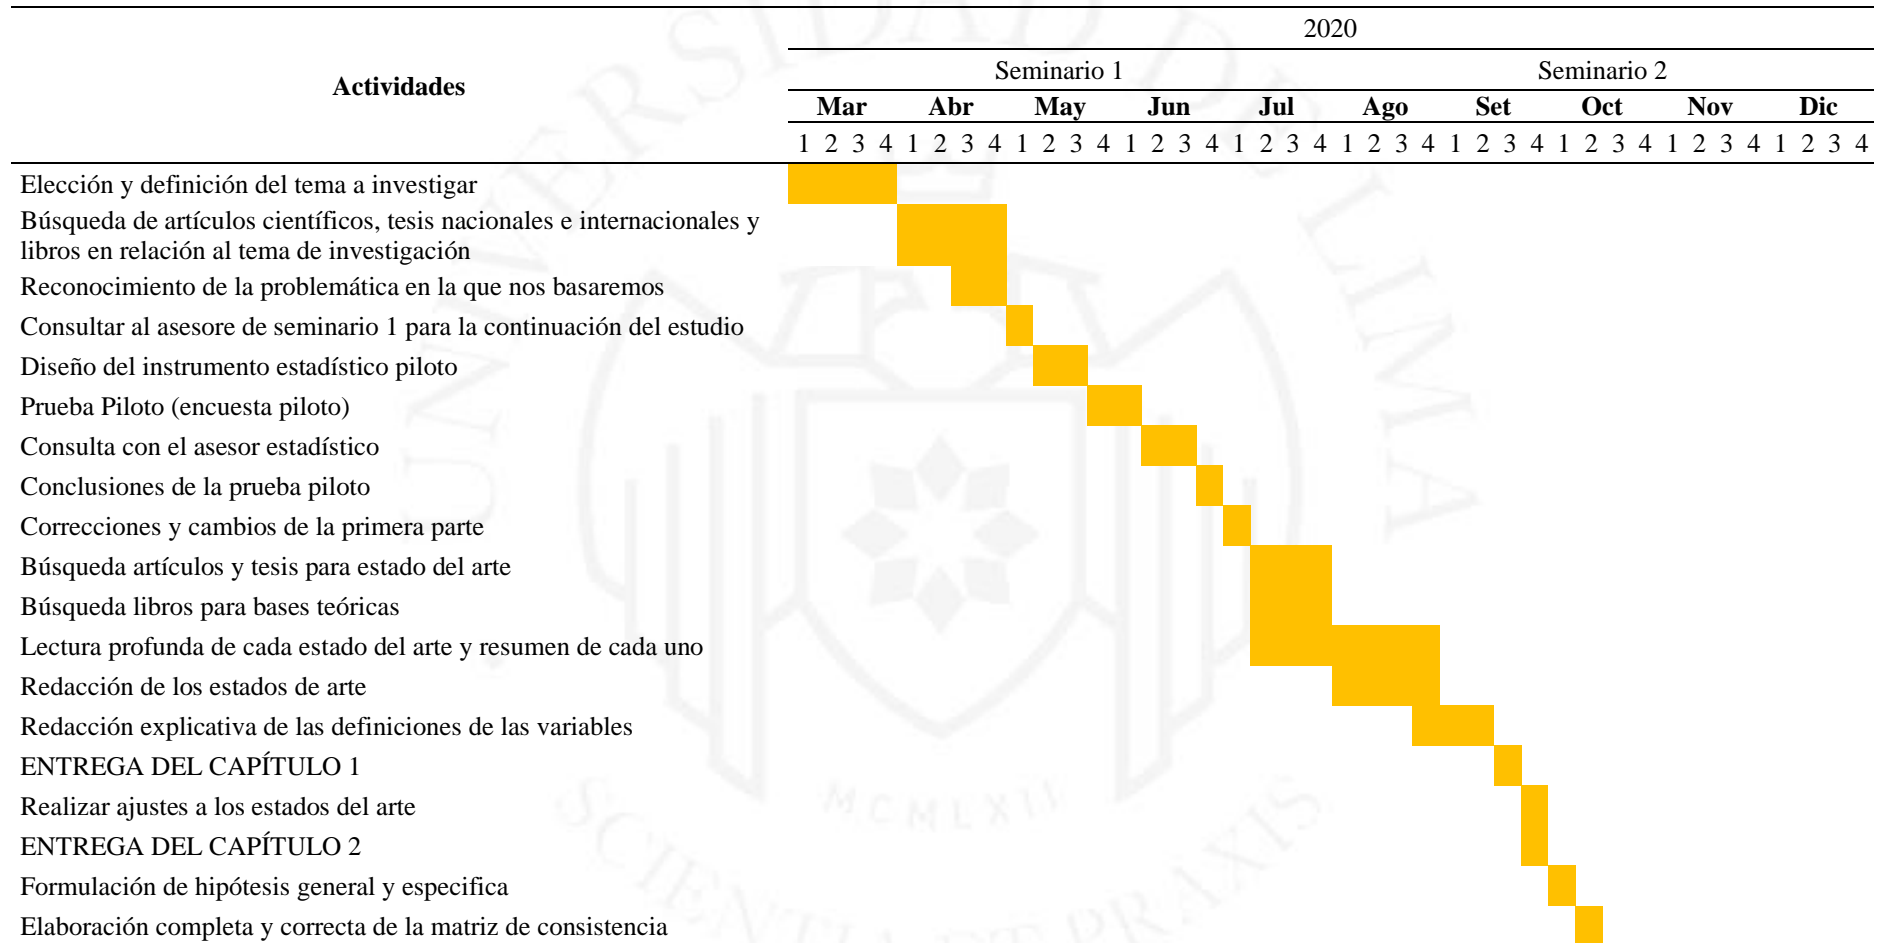 2020
Seminario 1 Seminario 2
Actividades
Mar Abr May Jun Jul Ago Set Oct Nov Dic
1 2 3 4 1 2 3 4 1 2 3 4 1 2 3 4 1 2 3 4 1 2 3 4 1 2 3 4 1 2 3 4 1 2 3 4 1 2 3 4
Elección y definición del tema a investigar
Búsqueda de artículos científicos, tesis nacionales e internacionales y
libros en relación al tema de investigación
Reconocimiento de la problemática en la que nos basaremos
Consultar al asesore de seminario 1 para la continuación del estudio
Diseño del instrumento estadístico piloto
Prueba Piloto (encuesta piloto)
Consulta con el asesor estadístico
Conclusiones de la prueba piloto
Correcciones y cambios de la primera parte
Búsqueda artículos y tesis para estado del arte
Búsqueda libros para bases teóricas
Lectura profunda de cada estado del arte y resumen de cada uno
Redacción de los estados de arte
Redacción explicativa de las definiciones de las variables
ENTREGA DEL CAPÍTULO 1
Realizar ajustes a los estados del arte
ENTREGA DEL CAPÍTULO 2
Formulación de hipótesis general y especifica
Elaboración completa y correcta de la matriz de consistencia
UNIVERSIDAD DE LIMA
MCMLXII
SCIENTIA ET PRAXIS